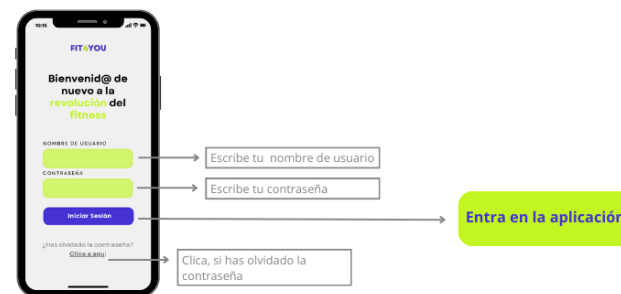 10:15
FIT4YOU
Bienvenid@ de
nuevo a la
revolución del
fitness
NOMBRE DE USUARIO
Escribe tu nombre de usuario
CONTRASEÑA
Escribe tu contraseña
Iniciar Sesión
Entra en la aplicación
¿Has olvidado la contraseña?
Clica a aquí
Clica, si has olvidado la
contraseña